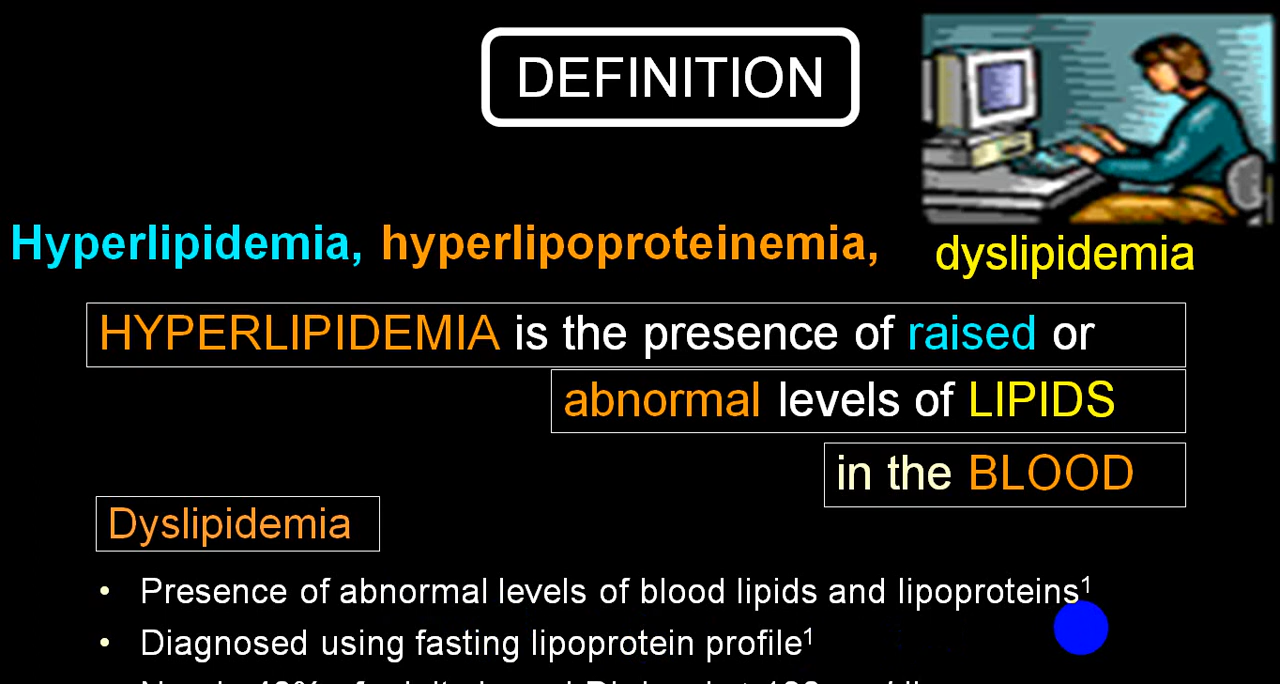 DEFINITION
Hyperlipidemia, hyperlipoproteinemia, dyslipidemia
HYPERLIPIDEMIA is the presence of raised or
abnormal levels of LIPIDS
in the BLOOD
Dyslipidemia
• Presence of abnormal levels of blood lipids and lipoproteins¹
• Diagnosed using fasting lipoprotein profile¹